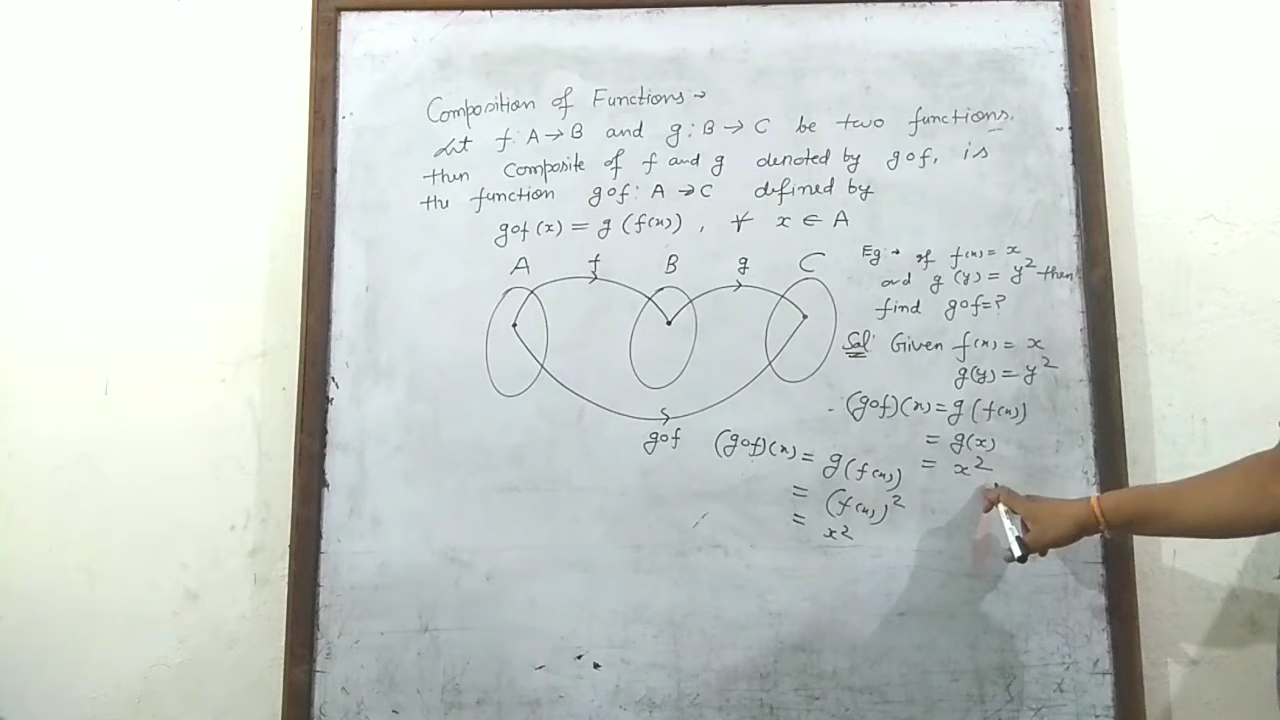 Composition of Functions →
Let f: A → B and g: B → C be two functions.
then composite of f and g denoted by gof, is
the function gof: A → C defined by
gof (x) = g (f(x)) , ∀ x ∈ A
A f B g C
gof
Eg → If f(x) = x
and g (y) = y² then
find gof = ?
Sol: Given f(x) = x
g(y) = y²
(gof)(x) = g (f(x))
= g(x)
= x²
(gof)(x) = g (f(x))
= (f(x))²
= x²